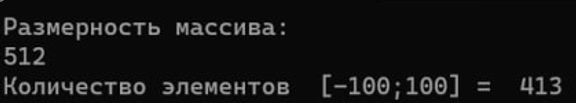 Размерность массива:
512
Количество элементов  [-100;100] =  413